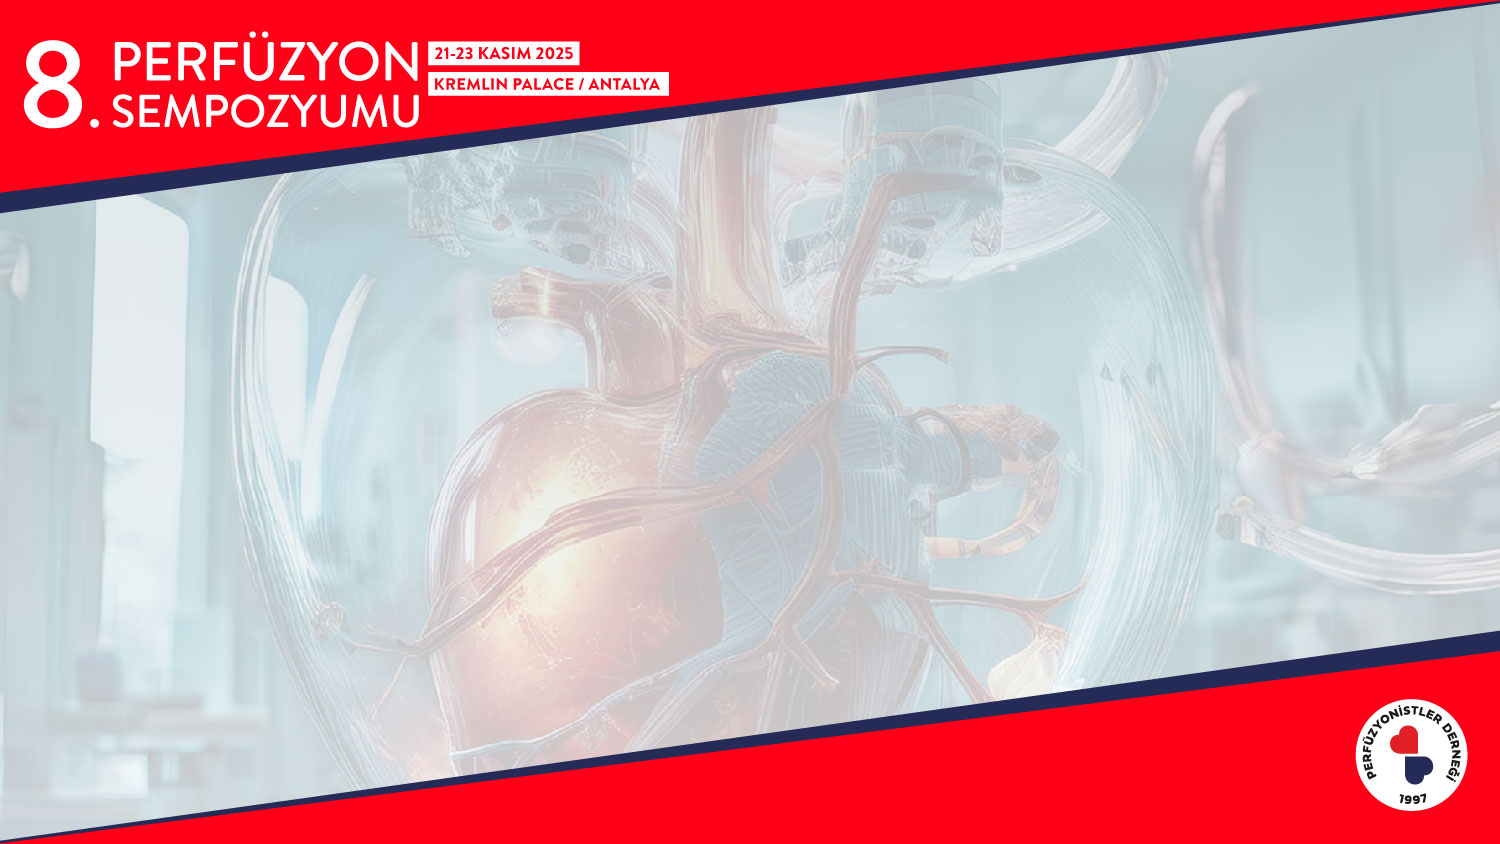 8. PERFÜZYON
SEMPOZYUMU
21-23 KASIM 2025
KREMLIN PALACE / ANTALYA
PERFÜZYONİSTLER DERNEĞİ
1997